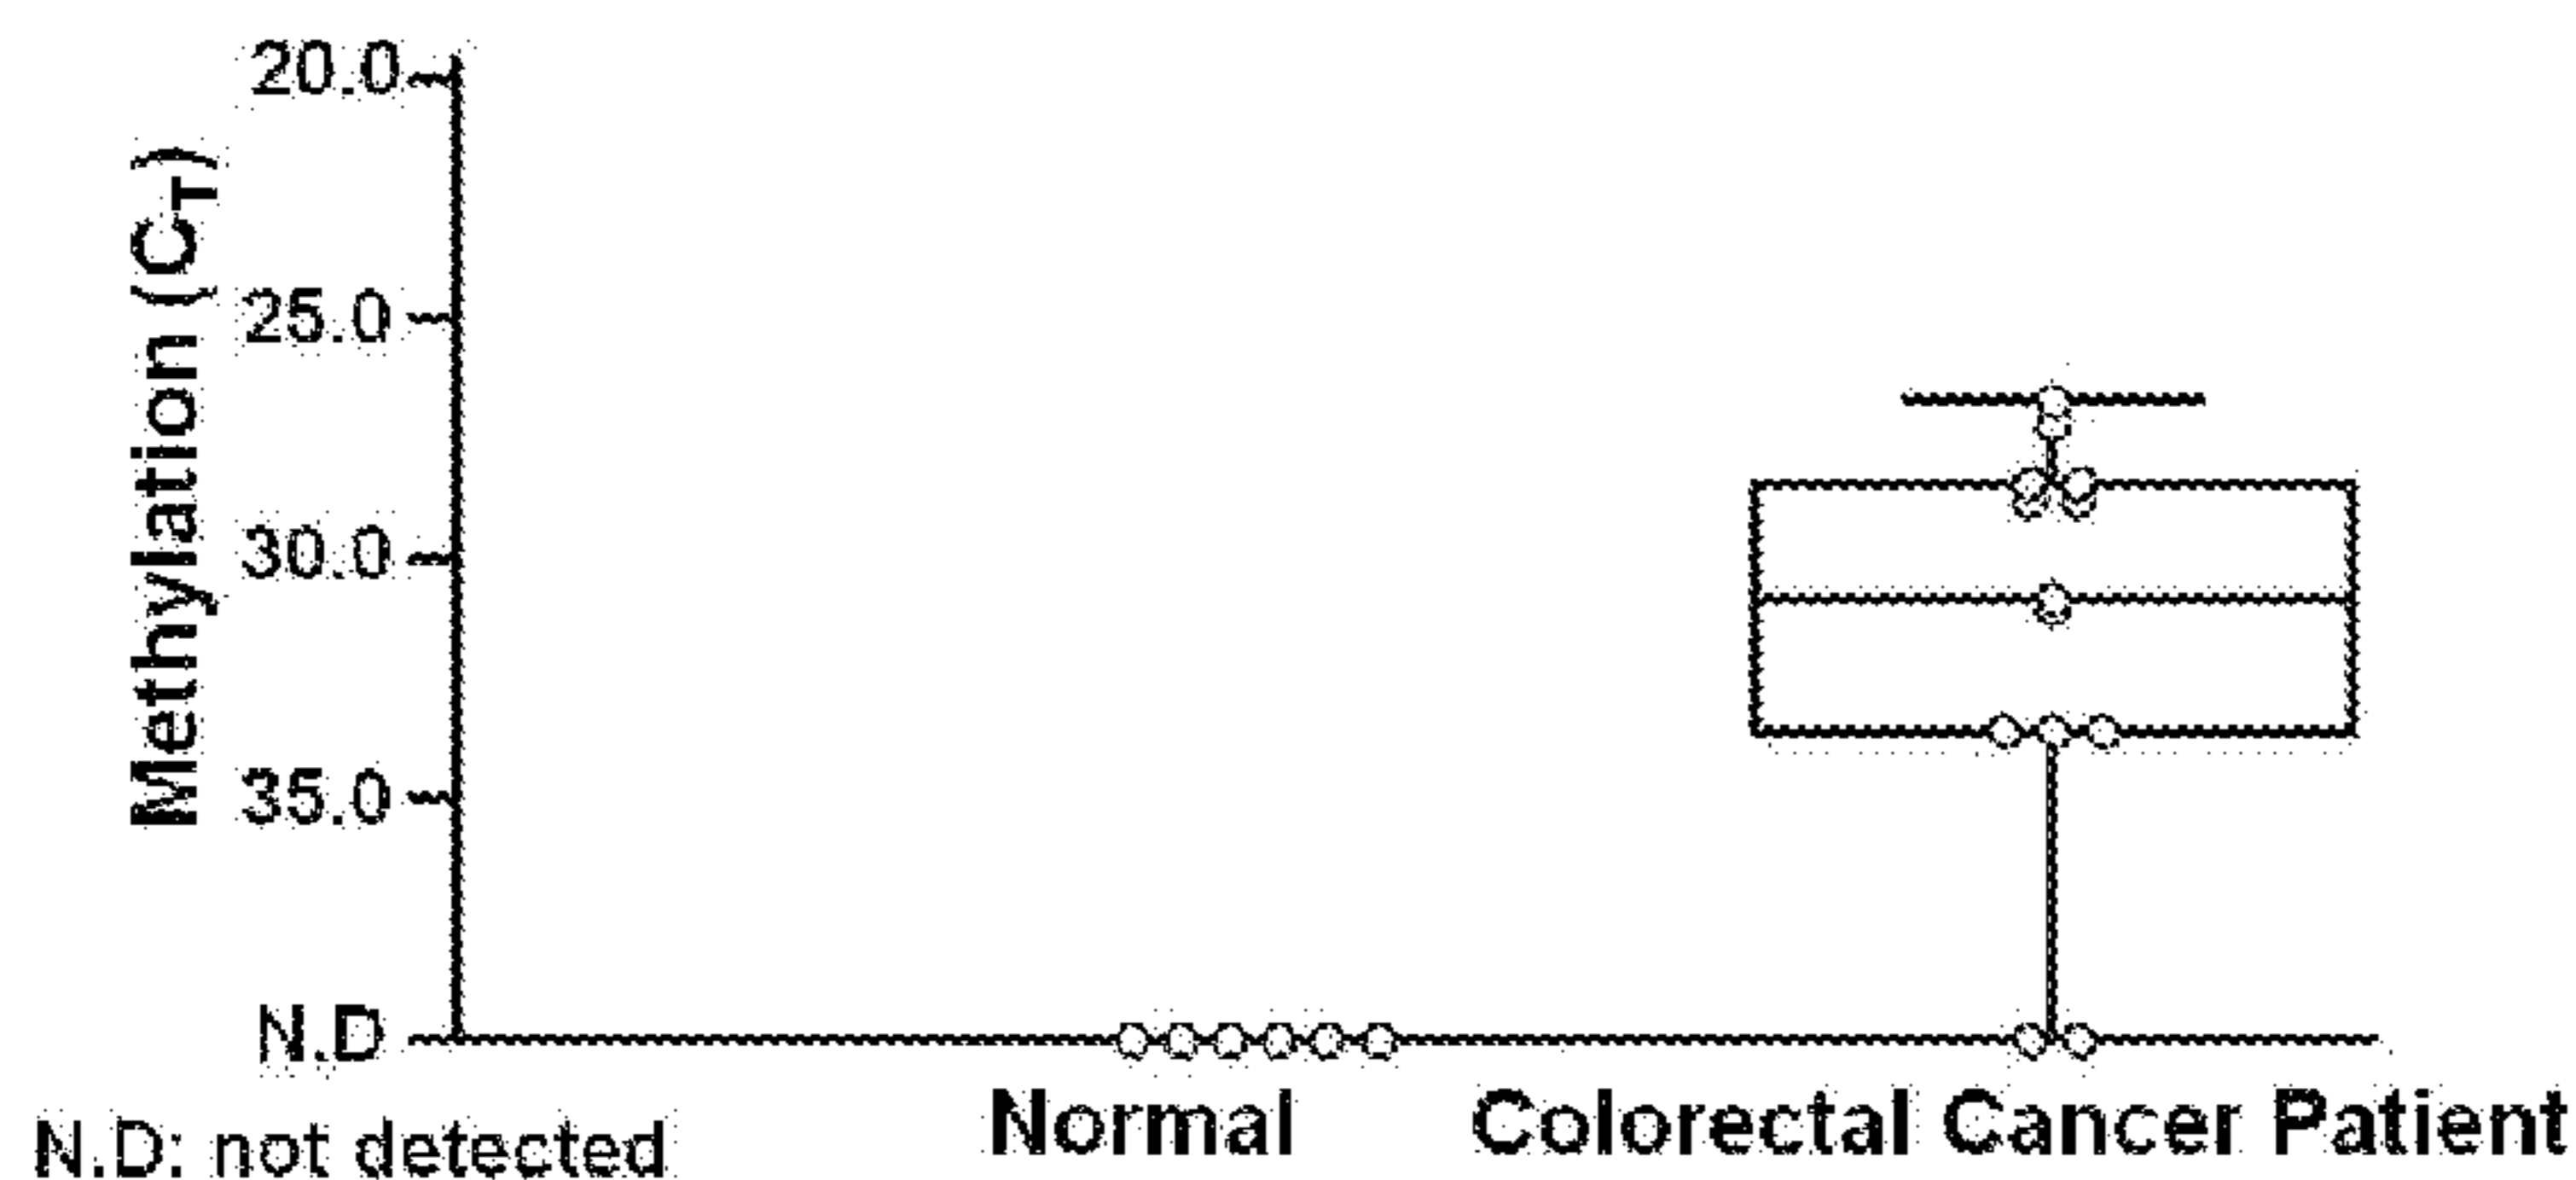 Methylation (CT)
20.0
25.0
30.0
35.0
N.D
Normal
Colorectal Cancer Patient
N.D: not detected